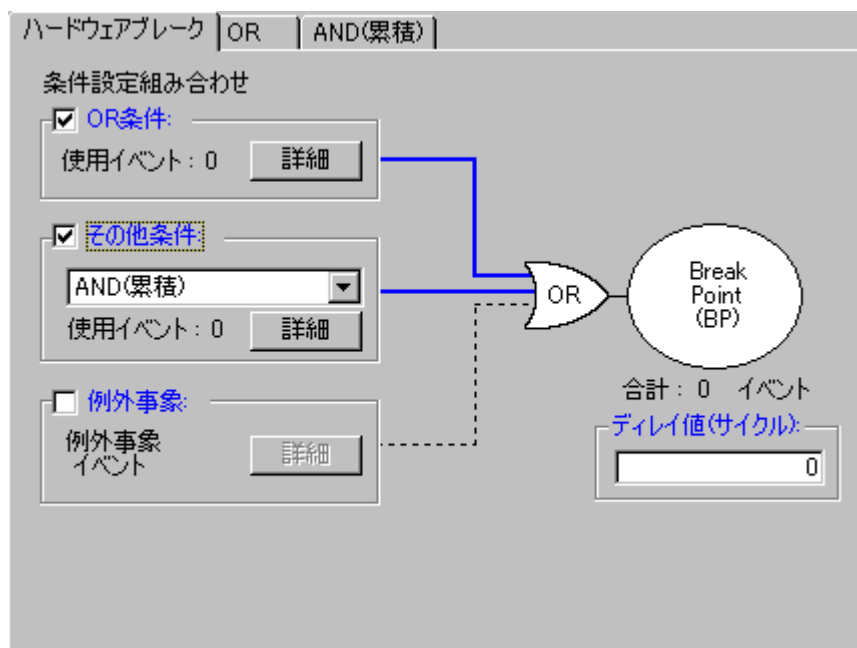 ハードウェアブレーク
OR
AND(累積)
条件設定組み合わせ
OR条件:
使用イベント : 0
詳細
その他条件:
AND(累積)
使用イベント : 0
詳細
例外事象:
例外事象
イベント
詳細
OR
Break
Point
(BP)
合計 : 0 イベント
ディレイ値(サイクル):
0